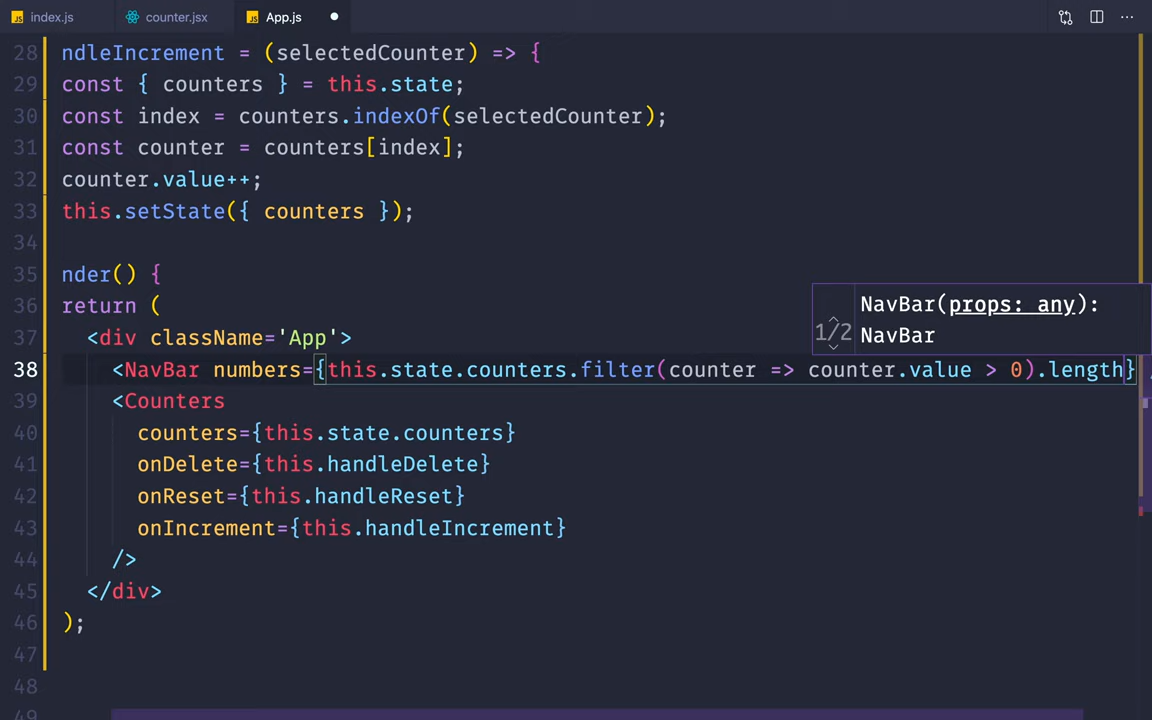 index.js counter.jsx App.js
28 ndleIncrement = (selectedCounter) => {
29 const { counters } = this.state;
30 const index = counters.indexOf(selectedCounter);
31 const counter = counters[index];
32 counter.value++;
33 this.setState({ counters });
34
35 nder() {
36 return (
NavBar(props: any):
1/2 NavBar
37 <div className='App'>
38 <NavBar numbers={this.state.counters.filter(counter => counter.value > 0).length}
39 <Counters
40 counters={this.state.counters}
41 onDelete={this.handleDelete}
42 onReset={this.handleReset}
43 onIncrement={this.handleIncrement}
44 />
45 </div>
46 );
47
48
49